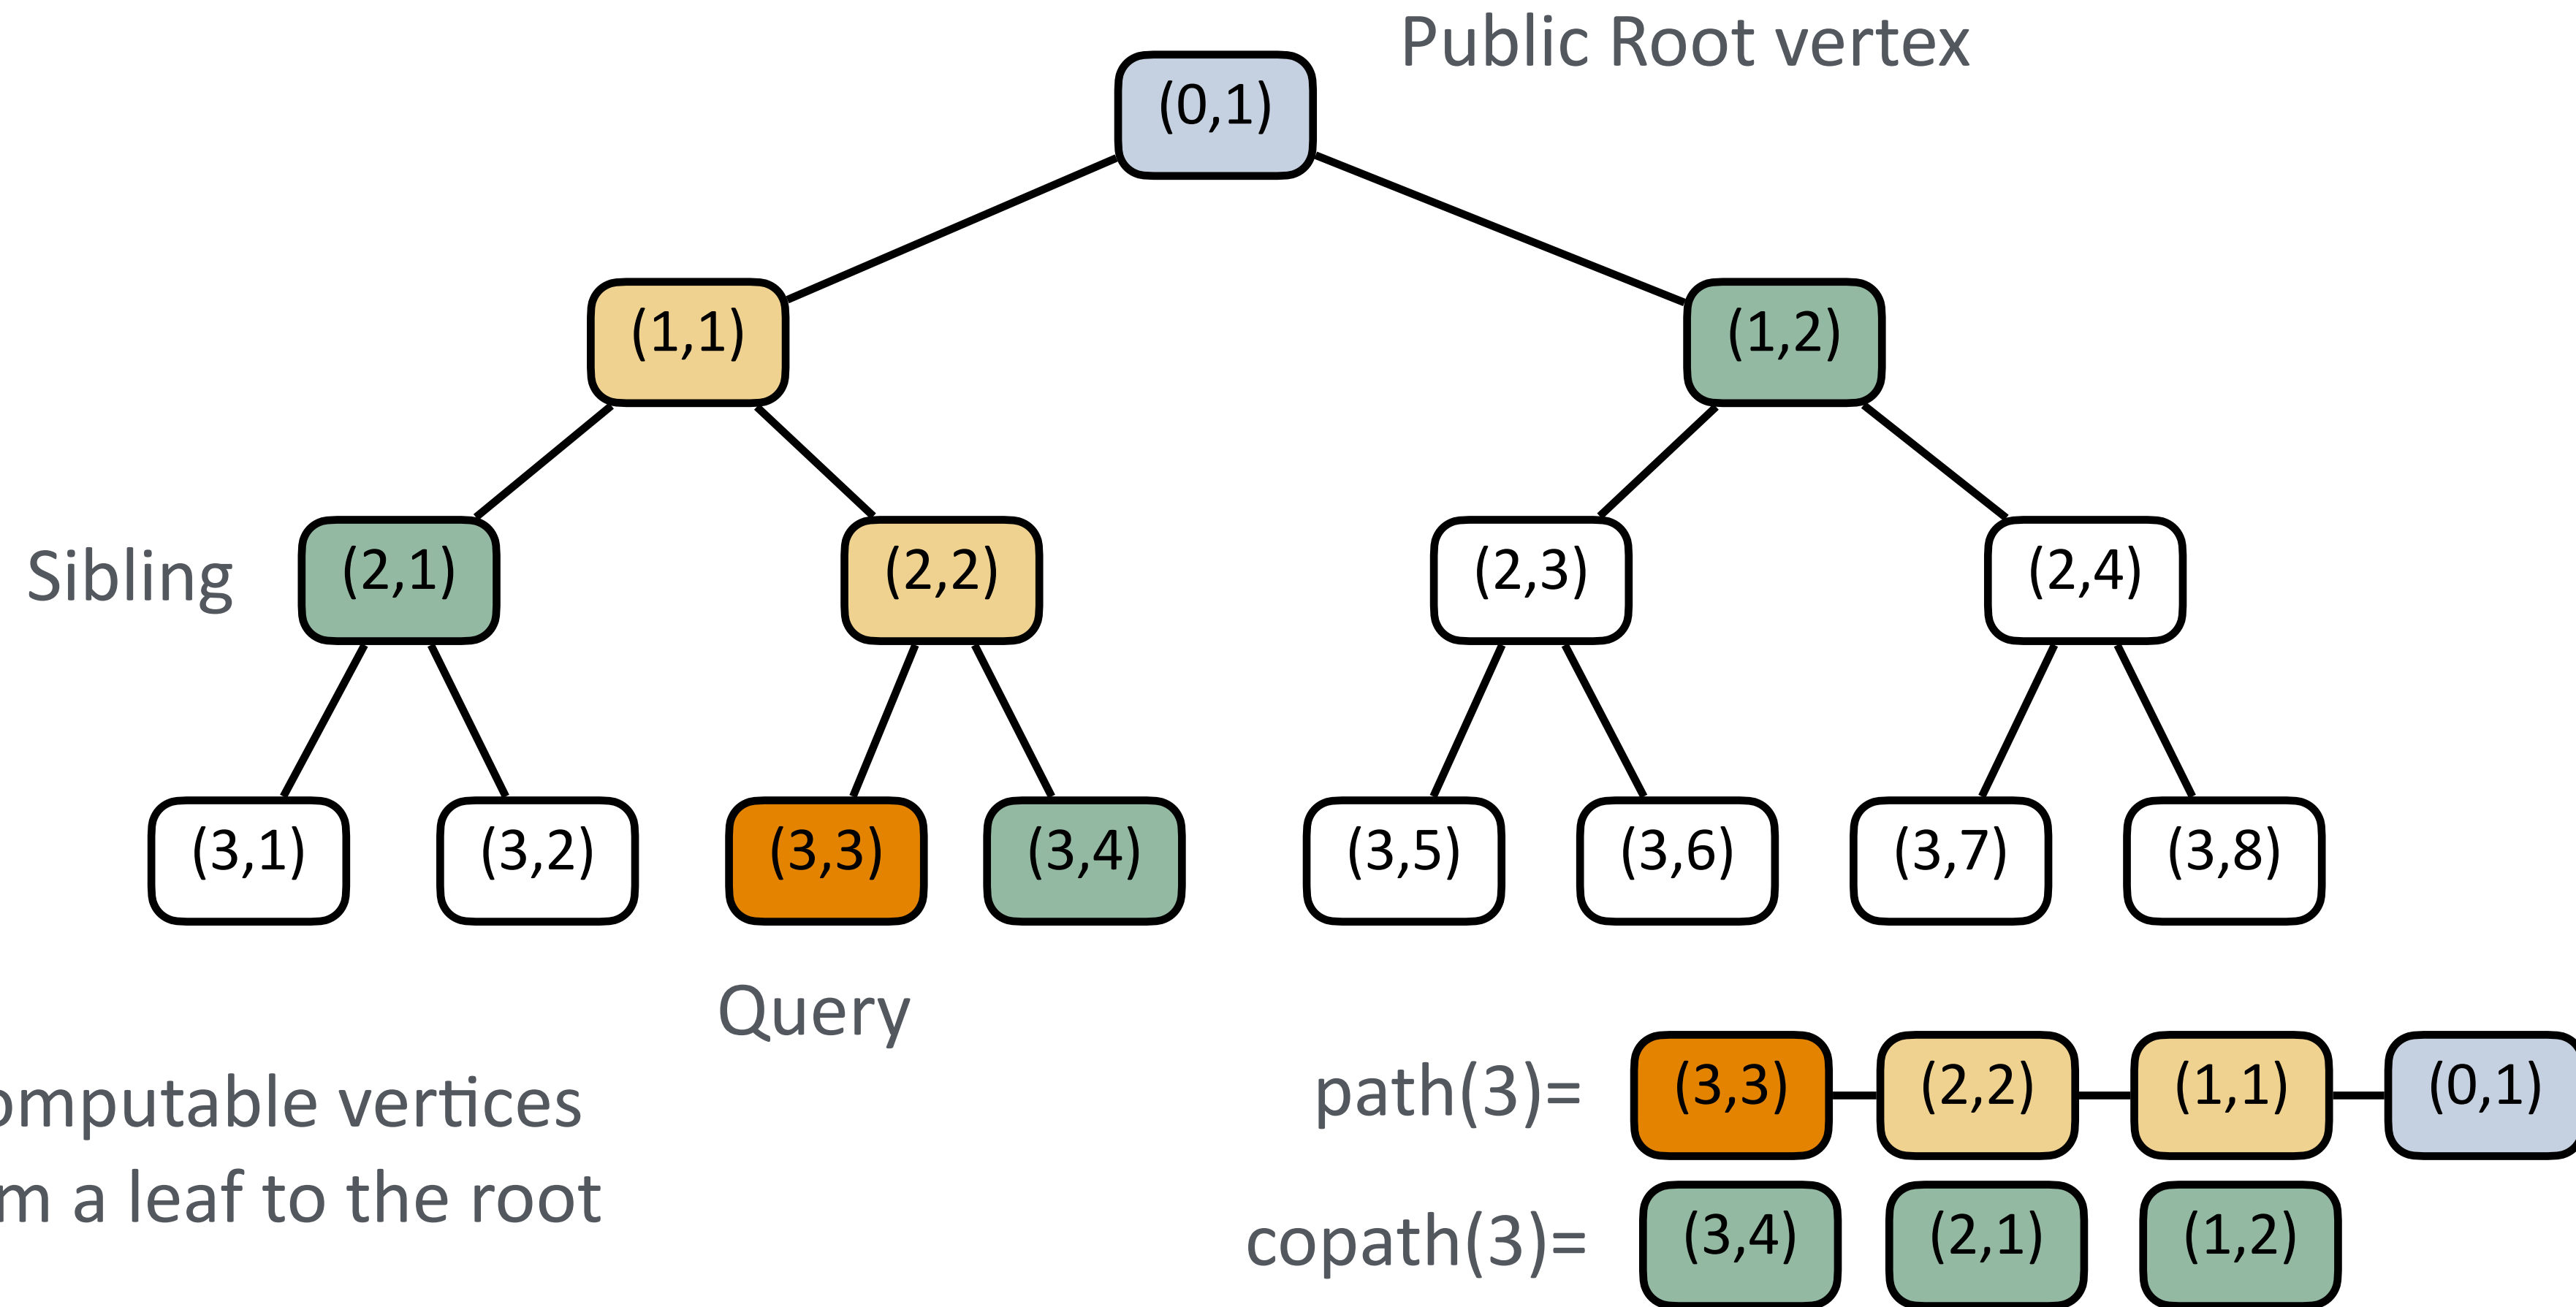 Public Root vertex
(0,1)
(1,1) (1,2)
Sibling (2,1) (2,2) (2,3) (2,4)
(3,1) (3,2) (3,3) (3,4) (3,5) (3,6) (3,7) (3,8)
Query
omputable vertices
m a leaf to the root
path(3)= (3,3) (2,2) (1,1) (0,1)
copath(3)= (3,4) (2,1) (1,2)